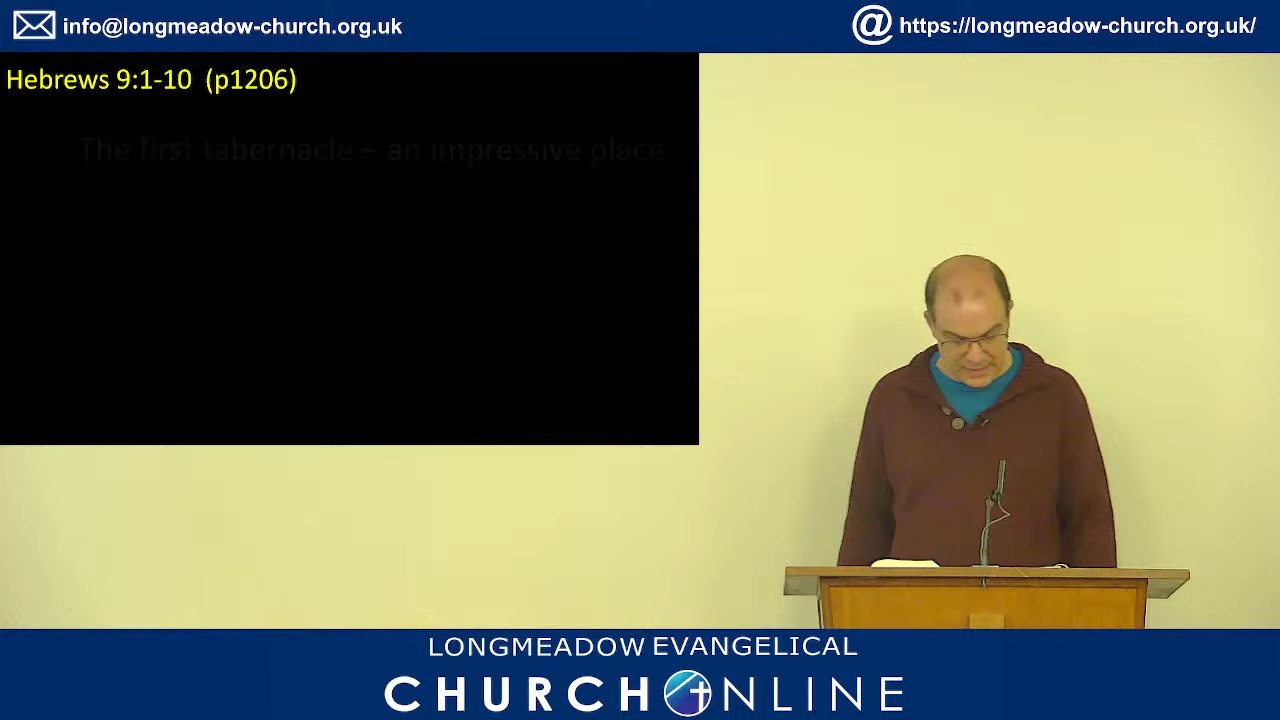 info@longmeadow-church.org.uk
https://longmeadow-church.org.uk/
Hebrews 9:1-10 (p1206)
The first tabernacle – an impressive place
LONGMEADOW EVANGELICAL
CHURCH ONLINE